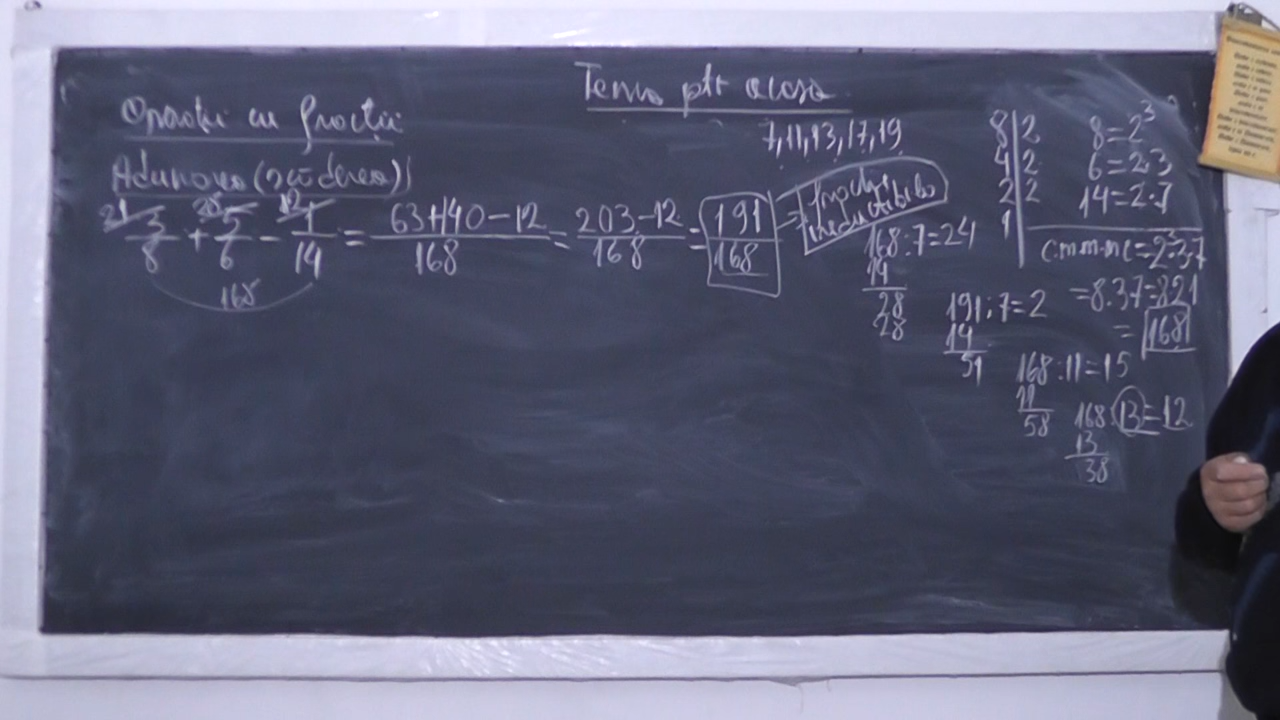 Tema ptr acasă
Operații cu fracții
Adunarea (scăderea)
7, 11, 13, 17, 19
21 3/8 + 28 5/6 - 12 1/14 = 63+140-12/168 = 203-12/168 = 191/168 = fracție ireductibilă
168
8 | 2
4 | 2
2 | 2
1
8=2³
6=2·3
14=2·7
c.m.m.m.c=2³·3·7
=8·3·7=8·21
=168
168:7=24
14
28
28
191:7=2
14
51
168:11=15
11
58
168:13=12
13
38